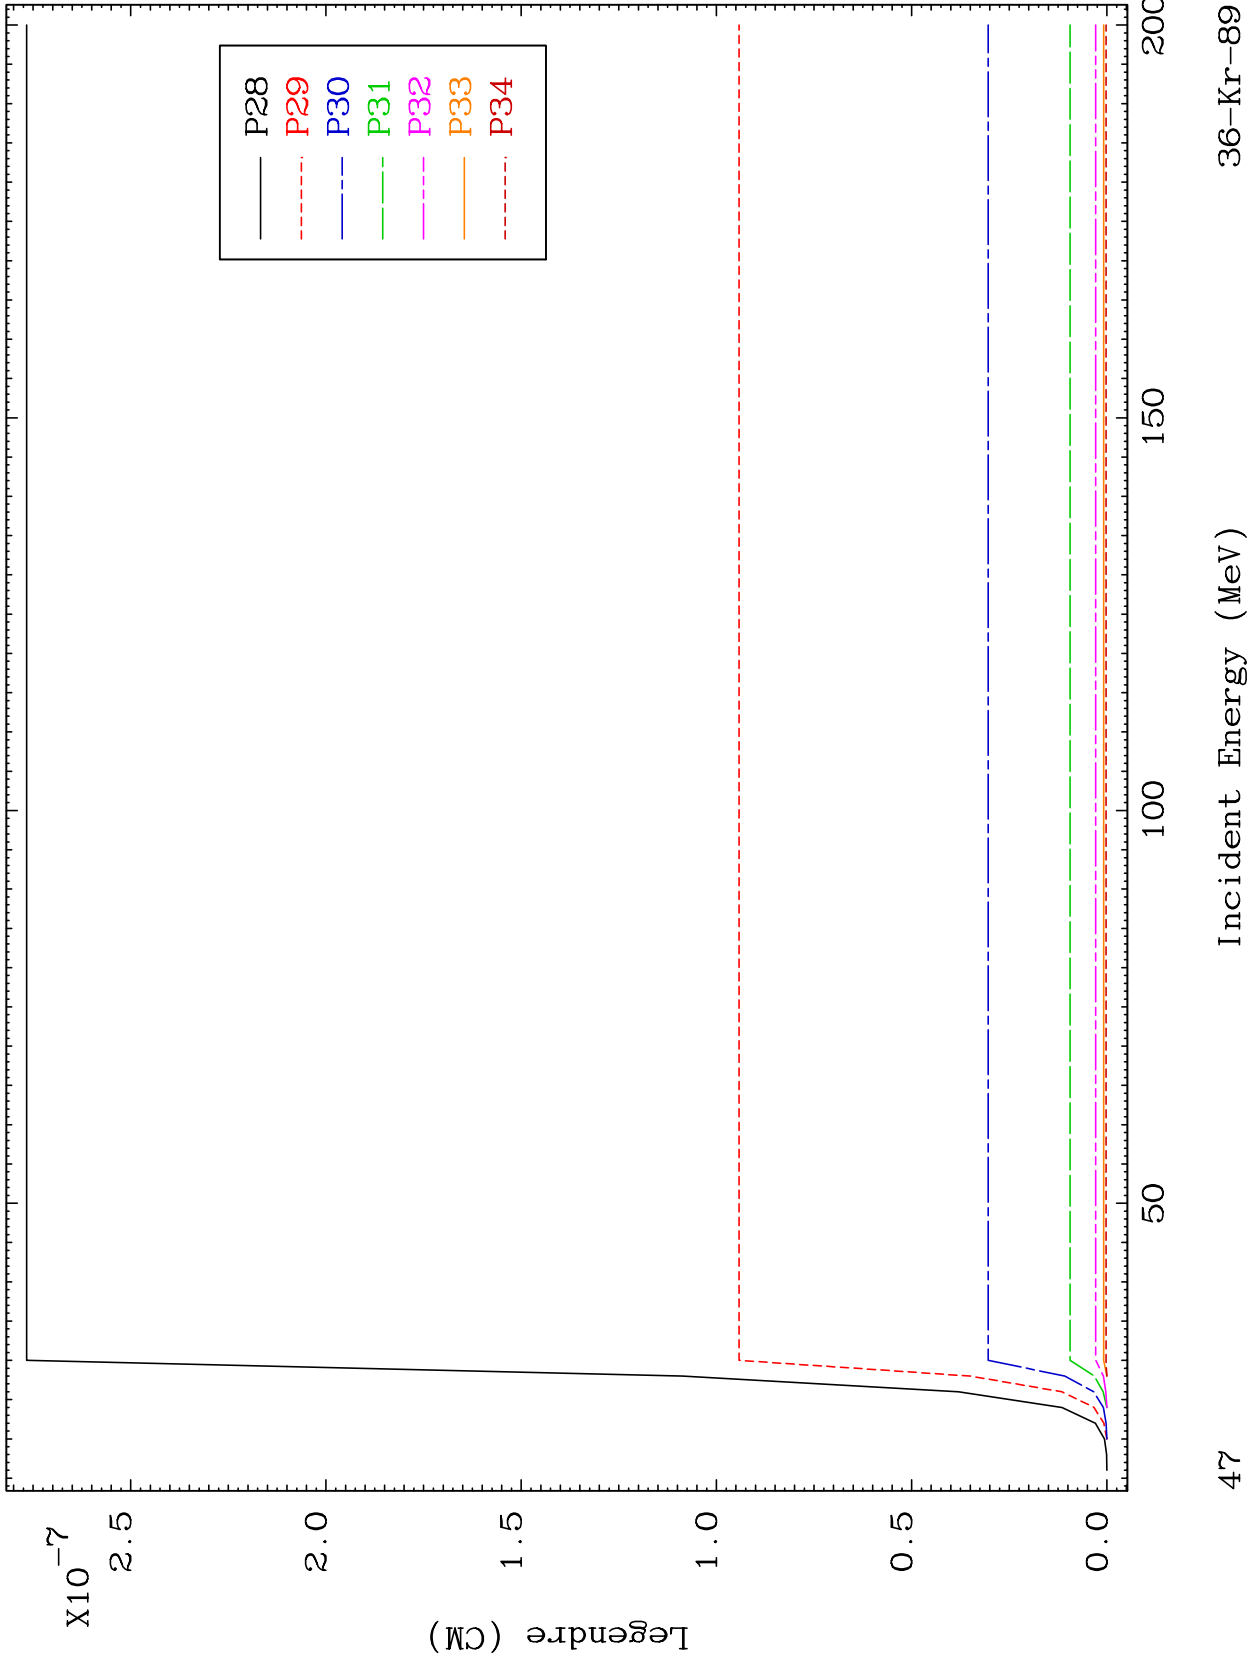 X10-7
2.5
2.0
1.5
1.0
0.5
0.0
Legendre (CM)
P28
P29
P30
P31
P32
P33
P34
50
100
150
200
Incident Energy (MeV)
47
36-Kr-89